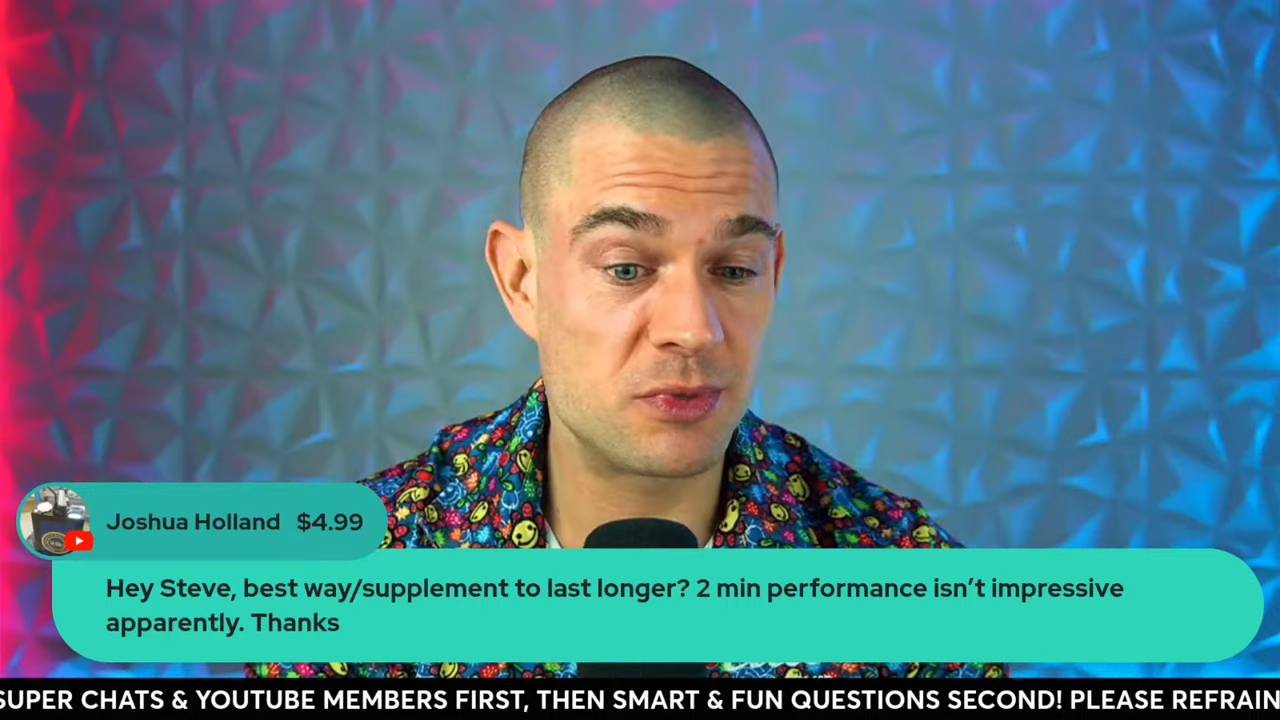 Joshua Holland $4.99
Hey Steve, best way/supplement to last longer? 2 min performance isn’t impressive
apparently. Thanks
SUPER CHATS & YOUTUBE MEMBERS FIRST, THEN SMART & FUN QUESTIONS SECOND! PLEASE REFRAIN